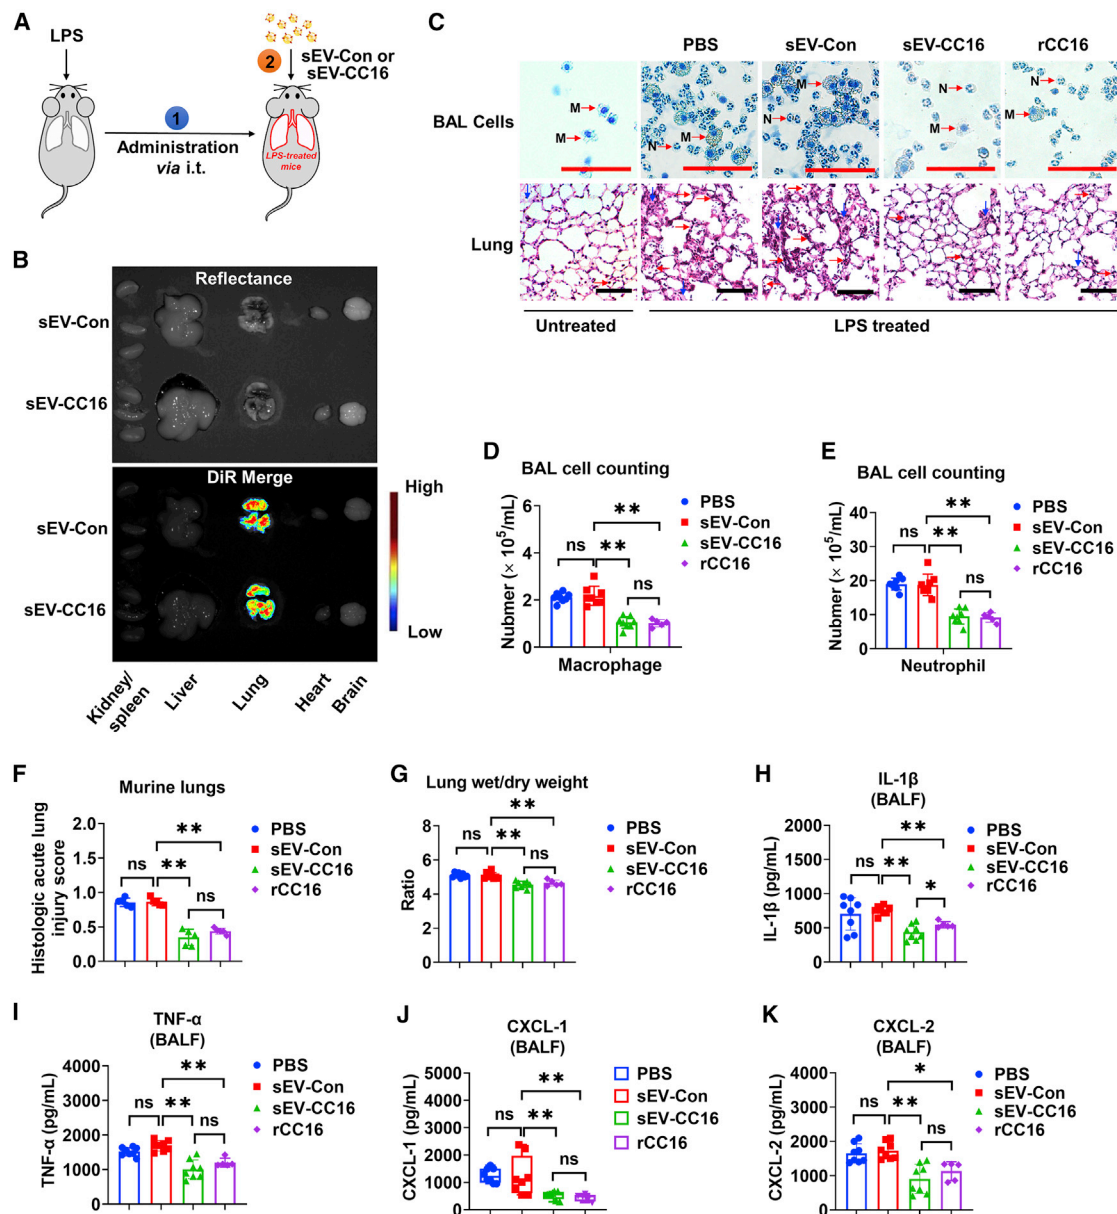 A
LPS
1
Administration
via i.t.
2
sEV-Con or
sEV-CC16
LPS-treated
mice
B
Reflectance
sEV-Con
sEV-CC16
DiR Merge
sEV-Con
sEV-CC16
High
Low
Kidney/
spleen
Liver
Lung
Heart
Brain
C
PBS
sEV-Con
sEV-CC16
rCC16
BAL Cells
M
M
M
N
M
N
N
M
N
M
Lung
Untreated
LPS treated
D
BAL cell counting
Nubmer (× 10⁵/mL)
6
4
2
0
ns
**
**
ns
Macrophage
PBS
sEV-Con
sEV-CC16
rCC16
E
BAL cell counting
Nubmer (× 10⁵/mL)
40
30
20
10
0
ns
**
**
ns
Neutrophil
PBS
sEV-Con
sEV-CC16
rCC16
F
Murine lungs
Histologic acute lung
injury score
2.0
1.5
1.0
0.5
0.0
ns
**
**
ns
PBS
sEV-Con
sEV-CC16
rCC16
G
Lung wet/dry weight
Ratio
8
6
4
2
0
ns
**
**
ns
PBS
sEV-Con
sEV-CC16
rCC16
H
IL-1β
(BALF)
IL-1β (pg/mL)
2000
1500
1000
500
0
ns
**
**
*
PBS
sEV-Con
sEV-CC16
rCC16
I
TNF-α
(BALF)
TNF-α (pg/mL)
4000
3000
2000
1000
0
ns
**
**
ns
PBS
sEV-Con
sEV-CC16
rCC16
J
CXCL-1
(BALF)
CXCL-1 (pg/mL)
5000
4000
3000
2000
1000
0
ns
**
**
ns
PBS
sEV-Con
sEV-CC16
rCC16
K
CXCL-2
(BALF)
CXCL-2 (pg/mL)
4000
3000
2000
1000
0
ns
**
*
ns
PBS
sEV-Con
sEV-CC16
rCC16